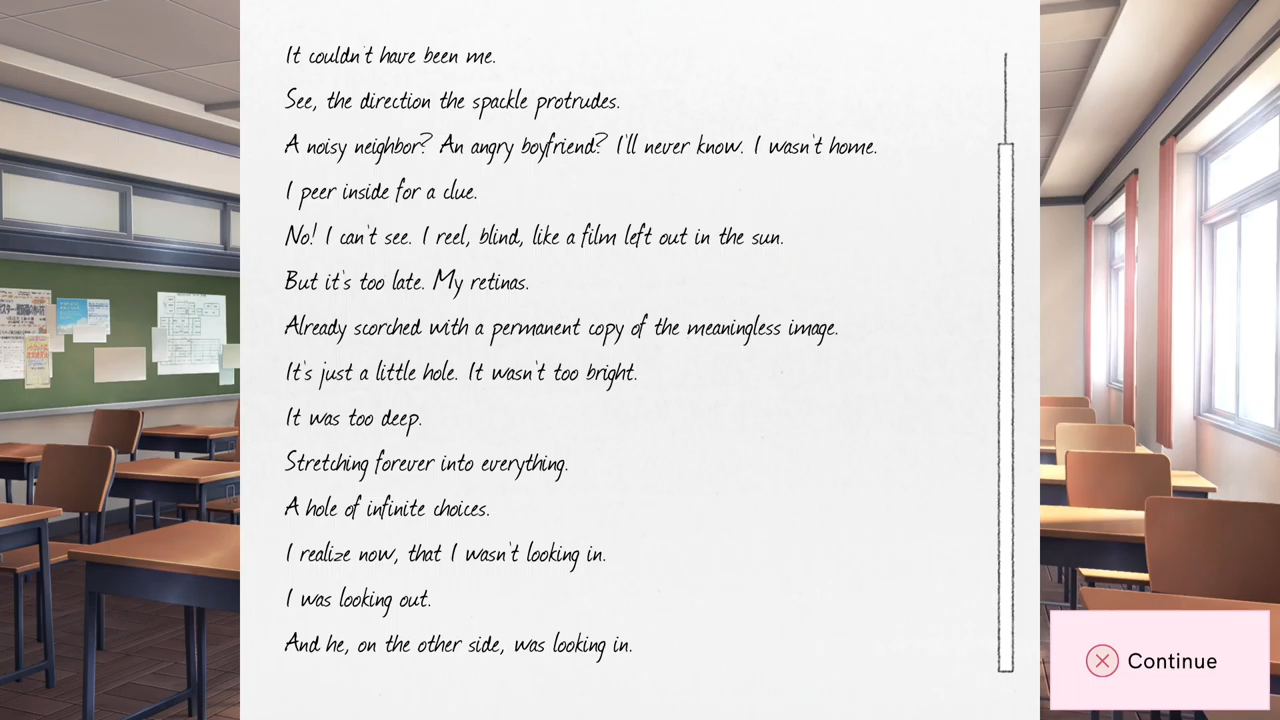 It couldn't have been me.
See, the direction the spackle protrudes.
A noisy neighbor? An angry boyfriend? I'll never know. I wasn't home.
I peer inside for a clue.
No! I can't see. I reel, blind, like a film left out in the sun.
But it's too late. My retinas.
Already scorched with a permanent copy of the meaningless image.
It's just a little hole. It wasn't too bright.
It was too deep.
Stretching forever into everything.
A hole of infinite choices.
I realize now, that I wasn't looking in.
I was looking out.
And he, on the other side, was looking in.
Continue